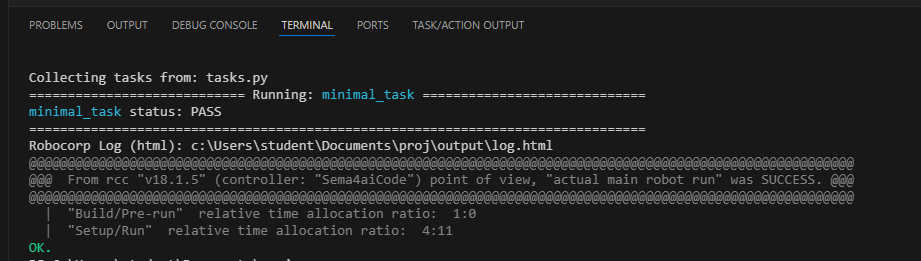 PROBLEMS OUTPUT DEBUG CONSOLE TERMINAL PORTS TASK/ACTION OUTPUT
Collecting tasks from: tasks.py
============================ Running: minimal_task =============================
minimal_task status: PASS
================================================================================
Robocorp Log (html): c:\Users\student\Documents\proj\output\log.html
@@@@@@@@@@@@@@@@@@@@@@@@@@@@@@@@@@@@@@@@@@@@@@@@@@@@@@@@@@@@@@@@@@@@@@@@@@@@@@@@@@@@@@@@@@@@@@@@@@@@@@@@@@@
@@@  From rcc "v18.1.5" (controller: "Sema4aiCode") point of view, "actual main robot run" was SUCCESS. @@@
@@@@@@@@@@@@@@@@@@@@@@@@@@@@@@@@@@@@@@@@@@@@@@@@@@@@@@@@@@@@@@@@@@@@@@@@@@@@@@@@@@@@@@@@@@@@@@@@@@@@@@@@@@@
  |  "Build/Pre-run"  relative time allocation ratio:  1:0
  |  "Setup/Run"  relative time allocation ratio:  4:11
OK.